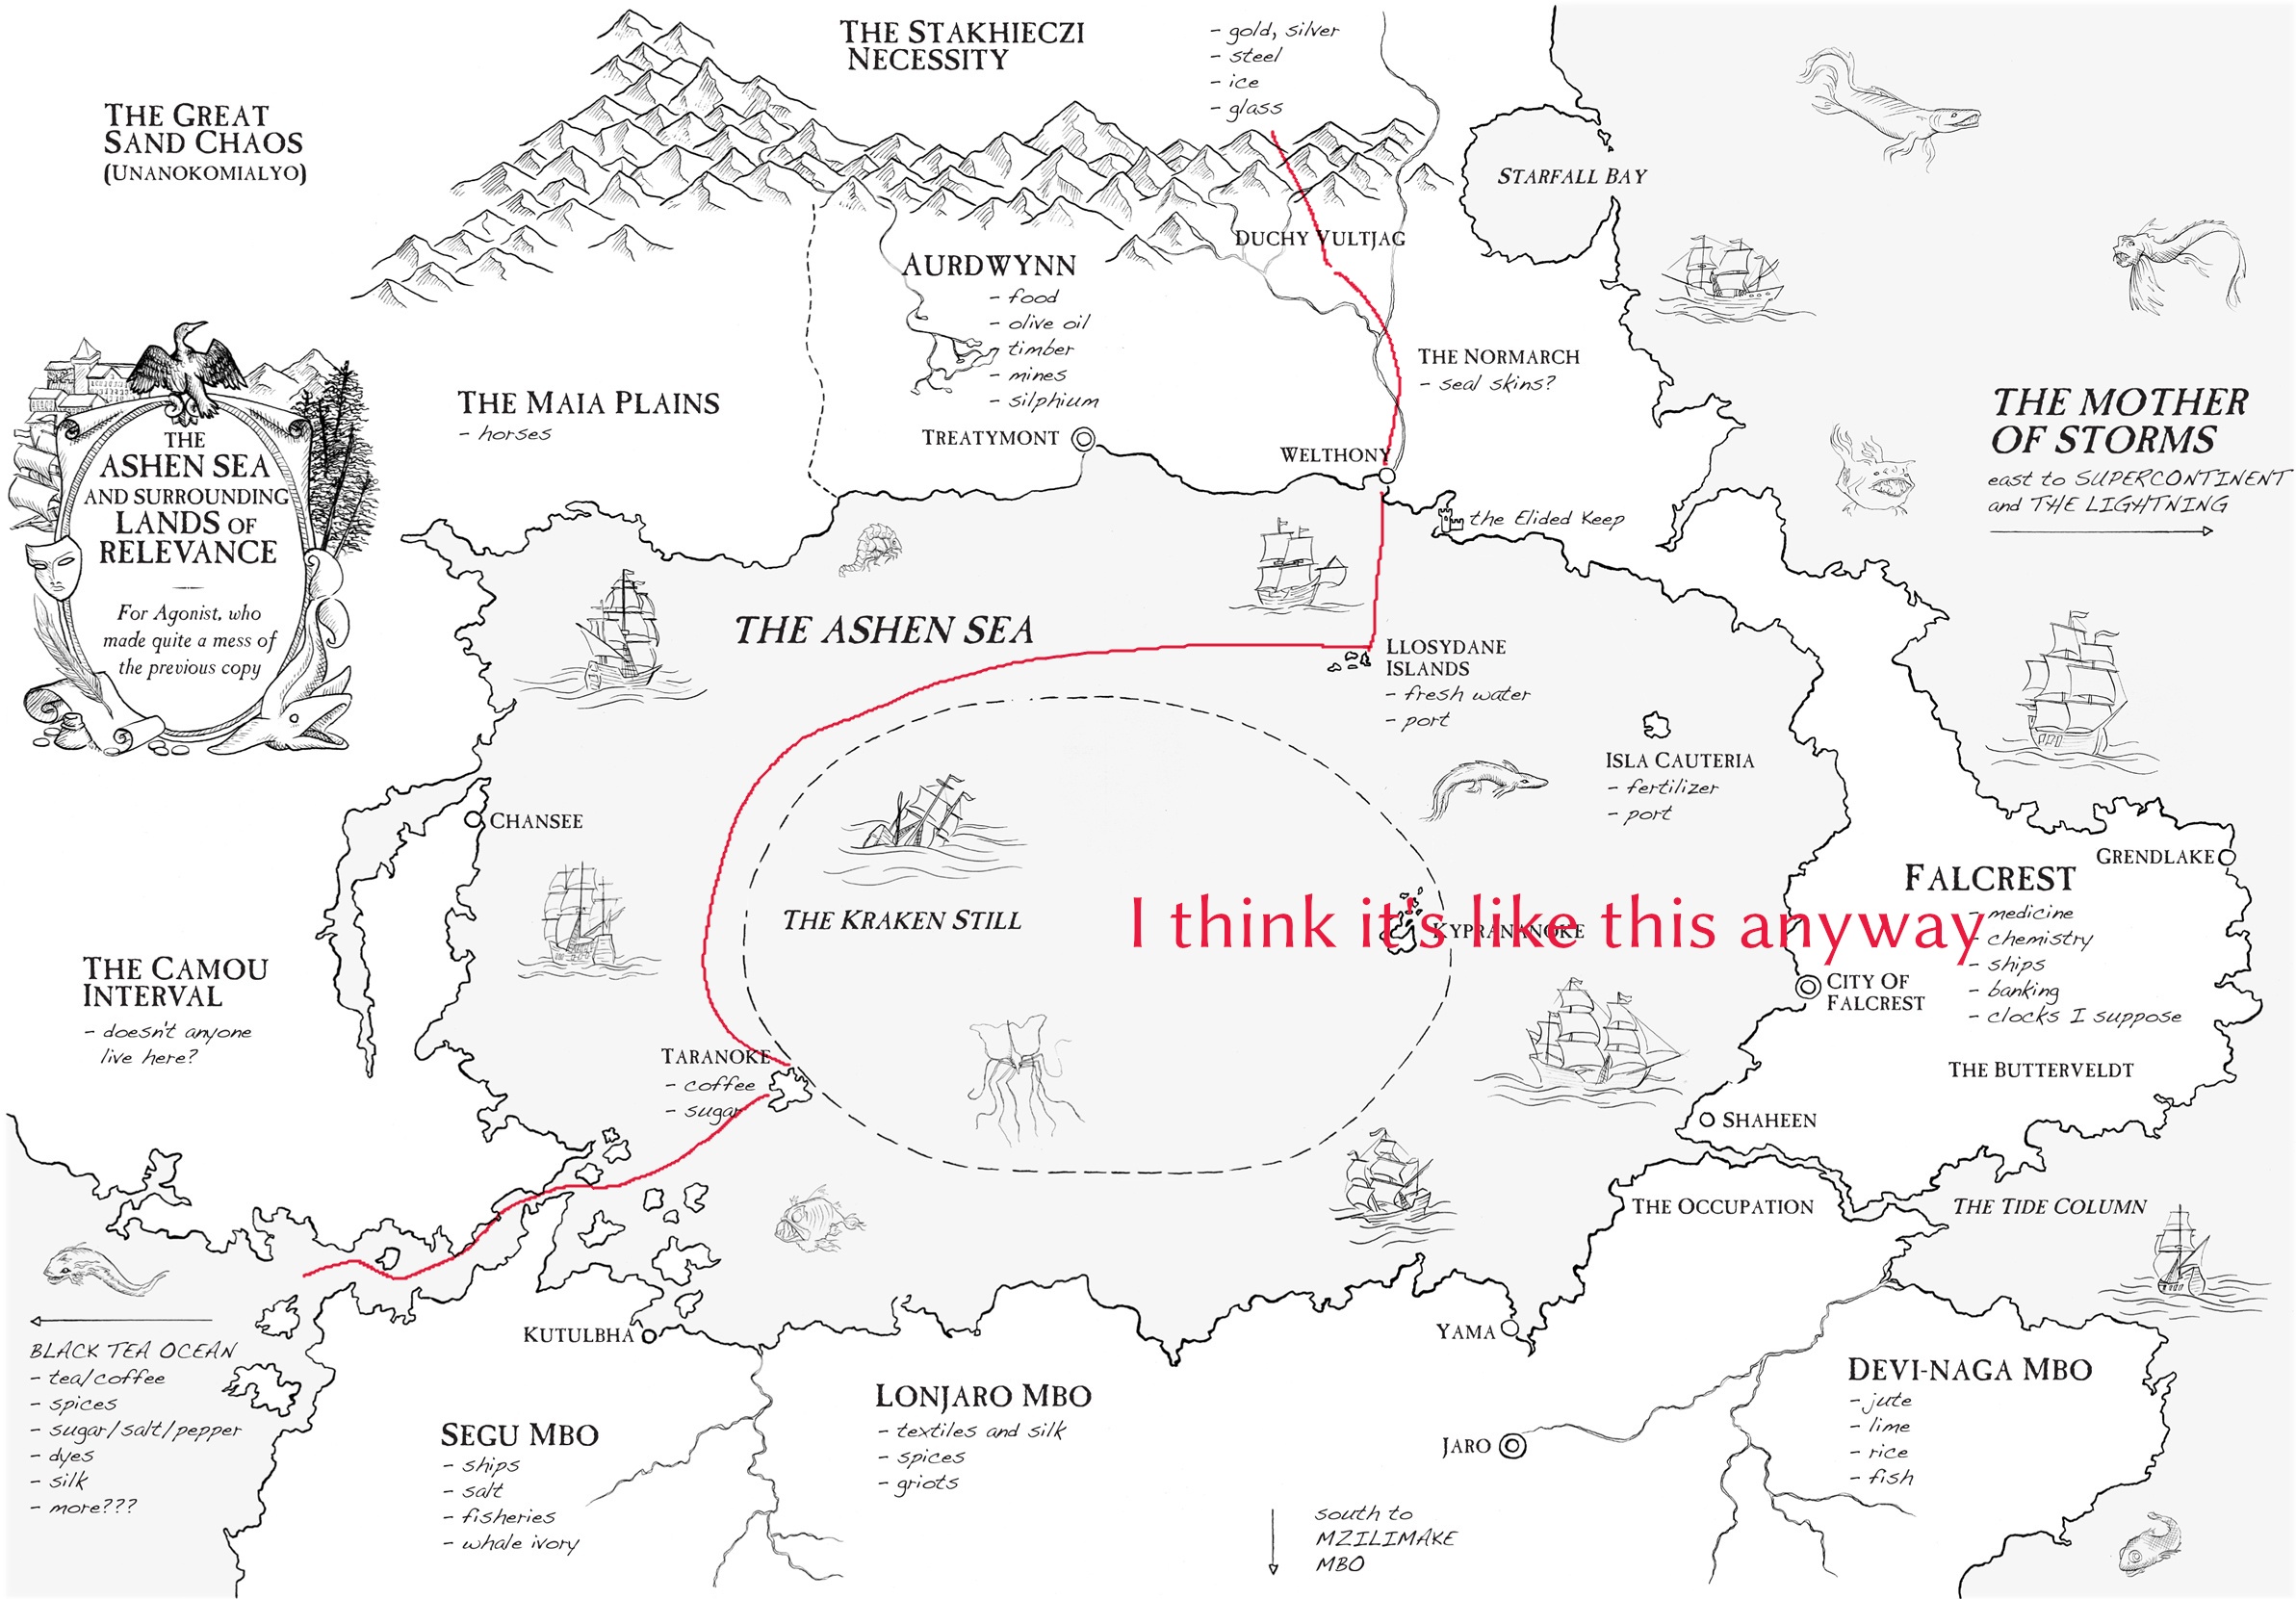 THE STAKHIECZI
NECESSITY
- gold, silver
- steel
- ice
- glass
THE GREAT
SAND CHAOS
(UNANOKOMIALYO)
STARFALL BAY
DUCHY VULTJAG
AURDWYNN
- food
- olive oil
- timber
- mines
- silphium
THE NORMARCH
- seal skins?
THE MAIA PLAINS
- horses
TREATYMONT
WELTHONY
the Elided Keep
THE MOTHER
OF STORMS
east to SUPERCONTINENT
and THE LIGHTNING
THE
ASHEN SEA
AND SURROUNDING
LANDS OF
RELEVANCE
For Agonist, who
made quite a mess of
the previous copy
THE ASHEN SEA
LLOSYDANE
ISLANDS
- fresh water
- port
ISLA CAUTERIA
- fertilizer
- port
CHANSEE
THE KRAKEN STILL
I think it's like this anyway
KYPRANANOKE
GRENDLAKE
FALCREST
- medicine
- chemistry
- ships
- banking
- clocks I suppose
CITY OF
FALCREST
THE BUTTERVELDT
THE CAMOU
INTERVAL
- doesn't anyone
live here?
TARANOKE
- coffee
- sugar
SHAHEEN
THE OCCUPATION
THE TIDE COLUMN
BLACK TEA OCEAN
- tea/coffee
- spices
- sugar/salt/pepper
- dyes
- silk
- more???
KUTULBHA
SEGU MBO
- ships
- salt
- fisheries
- whale ivory
LONJARO MBO
- textiles and silk
- spices
- griots
YAMA
JARO
DEVI-NAGA MBO
- jute
- lime
- rice
- fish
south to
MZILIMAKE
MBO